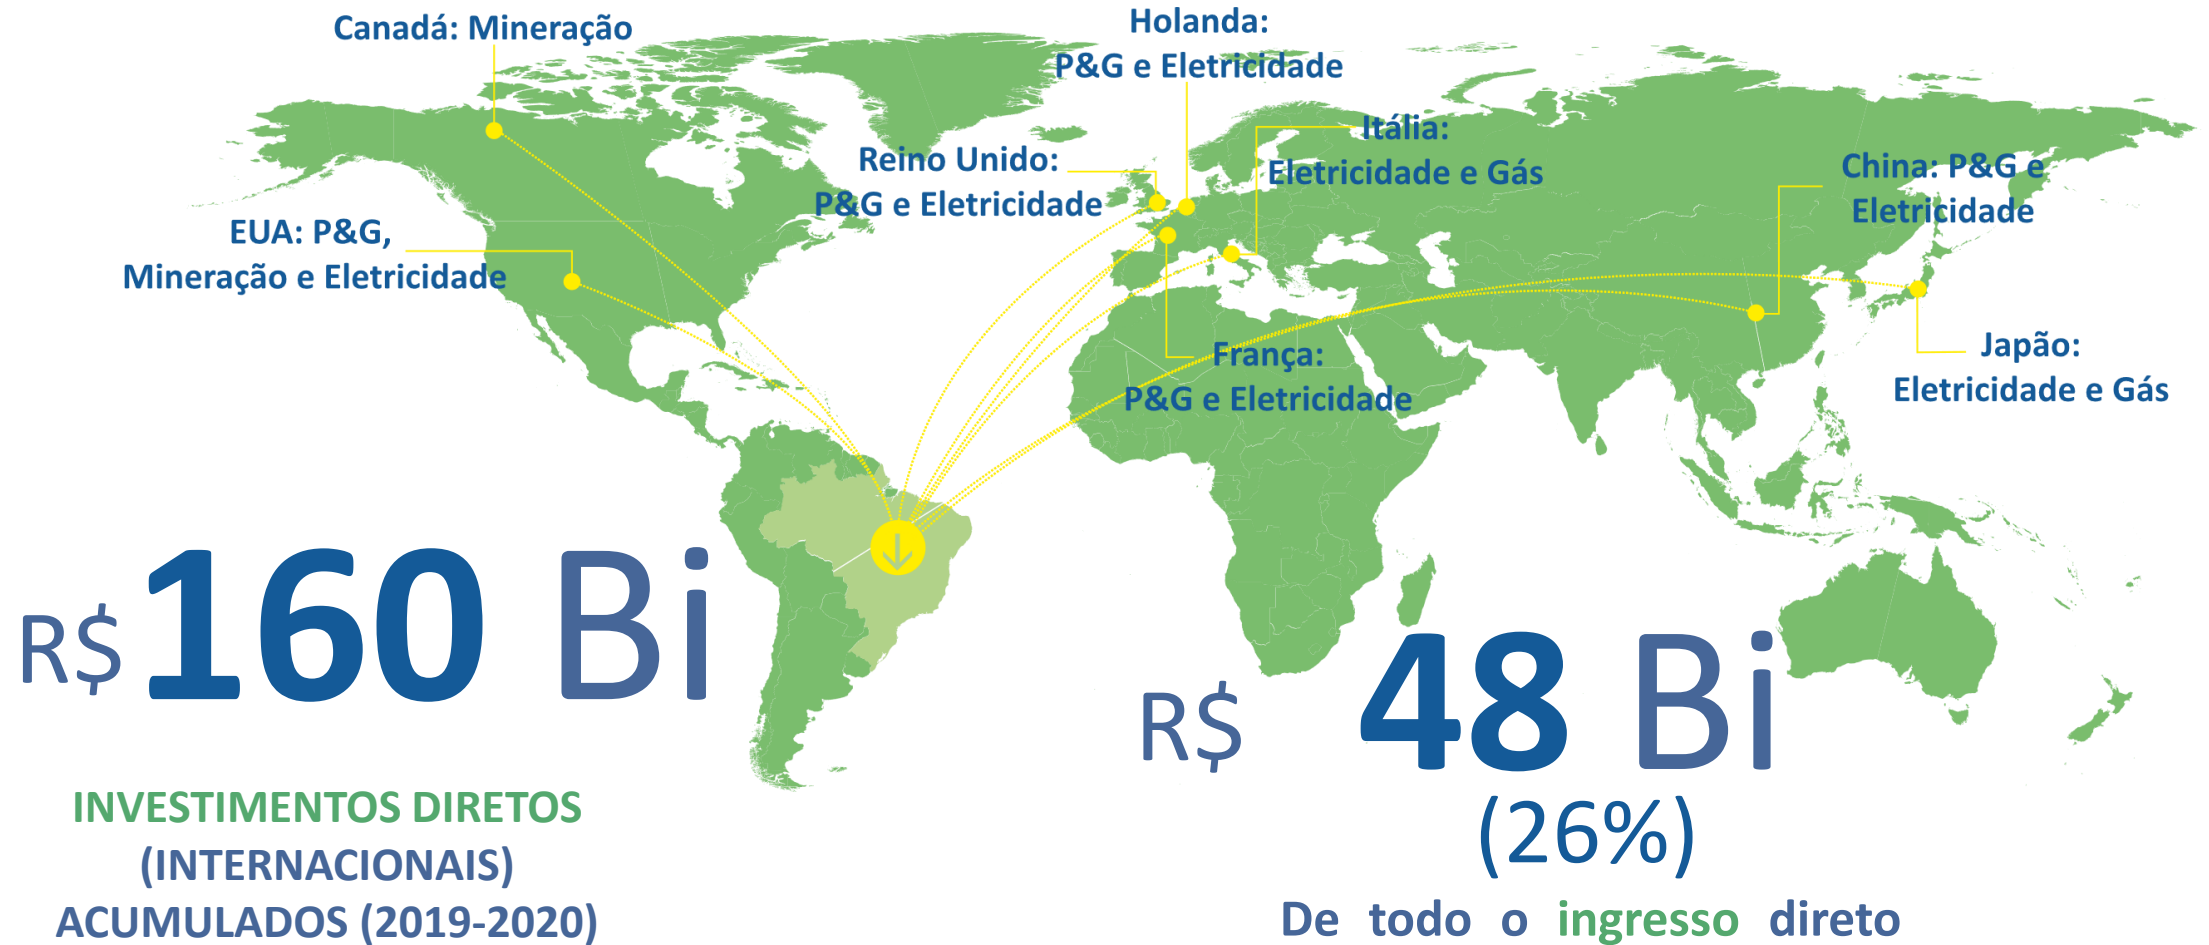 Canadá: Mineração
Holanda:
P&G e Eletricidade
Itália:
Eletricidade e Gás
Reino Unido:
P&G e Eletricidade
China: P&G e
Eletricidade
EUA: P&G,
Mineração e Eletricidade
França:
P&G e Eletricidade
Japão:
Eletricidade e Gás
R$ 160 Bi
INVESTIMENTOS DIRETOS
(INTERNACIONAIS)
ACUMULADOS (2019-2020)
R$ 48 Bi
(26%)
De todo o ingresso direto